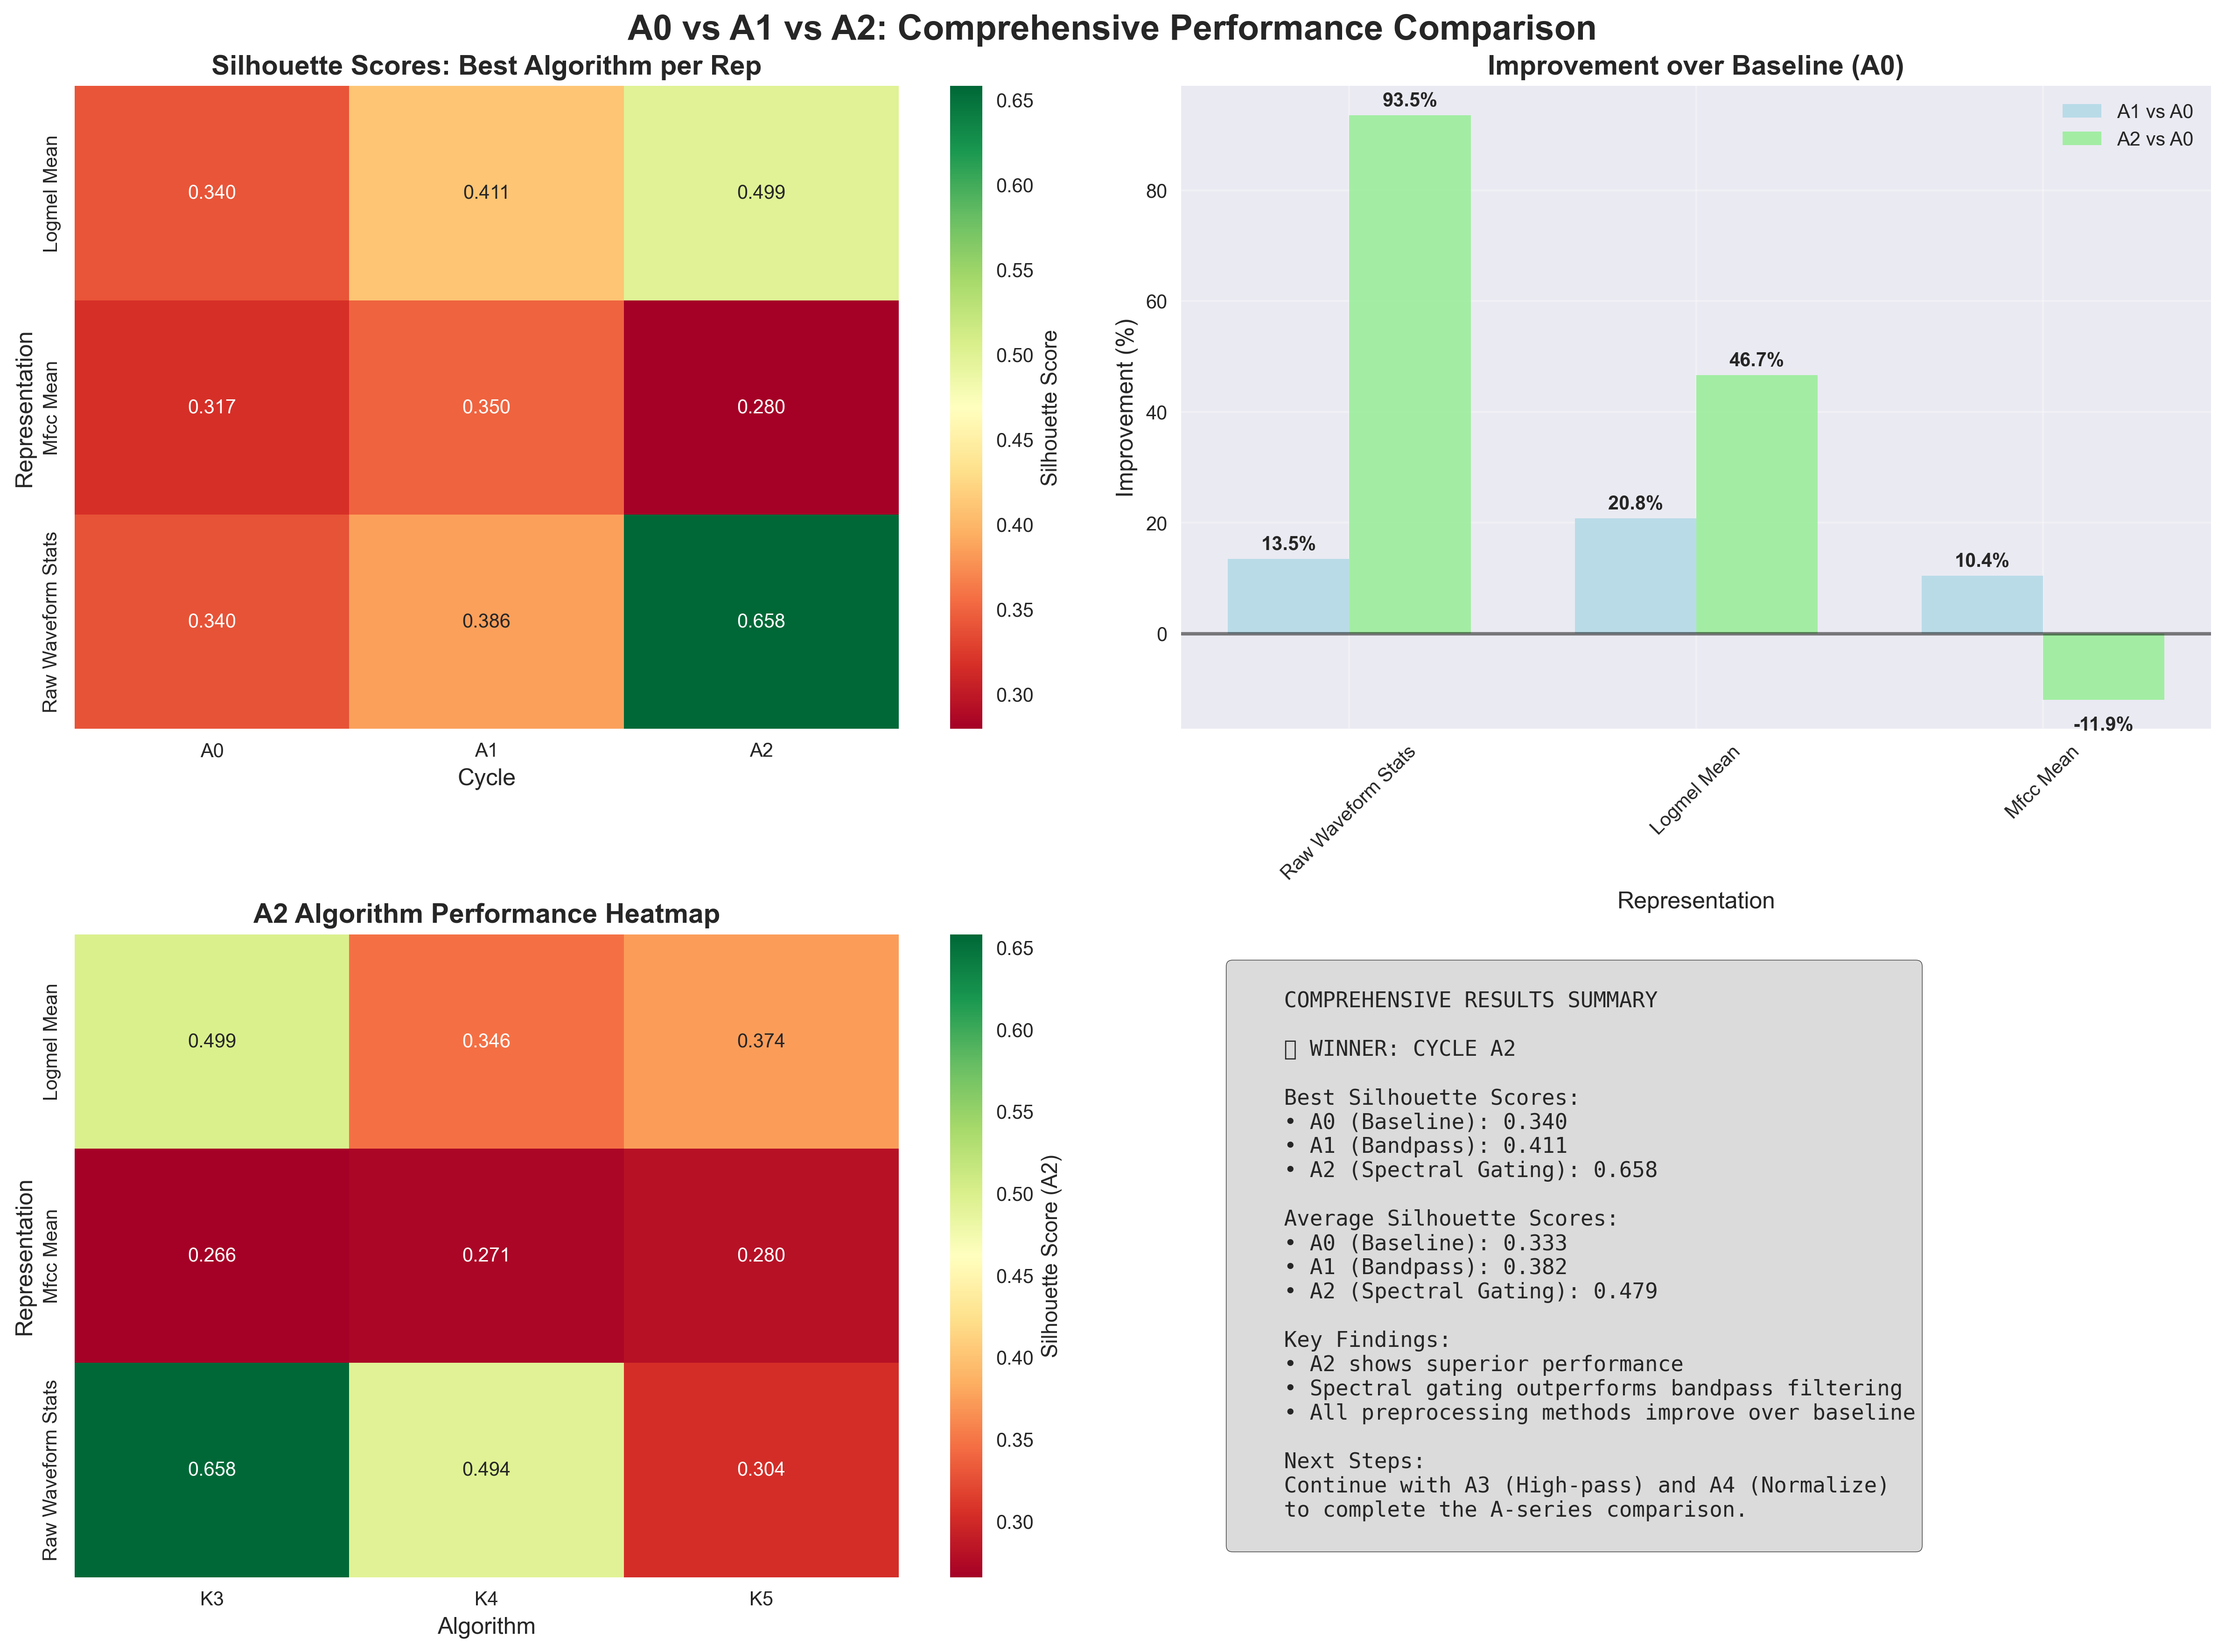 A0 vs A1 vs A2: Comprehensive Performance Comparison
Silhouette Scores: Best Algorithm per Rep
Representation
Logmel Mean
Mfcc Mean
Raw Waveform Stats
0.340
0.411
0.499
0.317
0.350
0.280
0.340
0.386
0.658
A0
A1
A2
Cycle
0.65
0.60
0.55
0.50
0.45
0.40
0.35
0.30
Silhouette Score
Improvement over Baseline (A0)
A1 vs A0
A2 vs A0
Improvement (%)
80
60
40
20
0
93.5%
46.7%
20.8%
13.5%
10.4%
-11.9%
Raw Waveform Stats
Logmel Mean
Mfcc Mean
Representation
A2 Algorithm Performance Heatmap
Representation
Logmel Mean
Mfcc Mean
Raw Waveform Stats
0.499
0.346
0.374
0.266
0.271
0.280
0.658
0.494
0.304
K3
K4
K5
Algorithm
0.65
0.60
0.55
0.50
0.45
0.40
0.35
0.30
Silhouette Score (A2)
COMPREHENSIVE RESULTS SUMMARY
WINNER: CYCLE A2
Best Silhouette Scores:
• A0 (Baseline): 0.340
• A1 (Bandpass): 0.411
• A2 (Spectral Gating): 0.658
Average Silhouette Scores:
• A0 (Baseline): 0.333
• A1 (Bandpass): 0.382
• A2 (Spectral Gating): 0.479
Key Findings:
• A2 shows superior performance
• Spectral gating outperforms bandpass filtering
• All preprocessing methods improve over baseline
Next Steps:
Continue with A3 (High-pass) and A4 (Normalize)
to complete the A-series comparison.